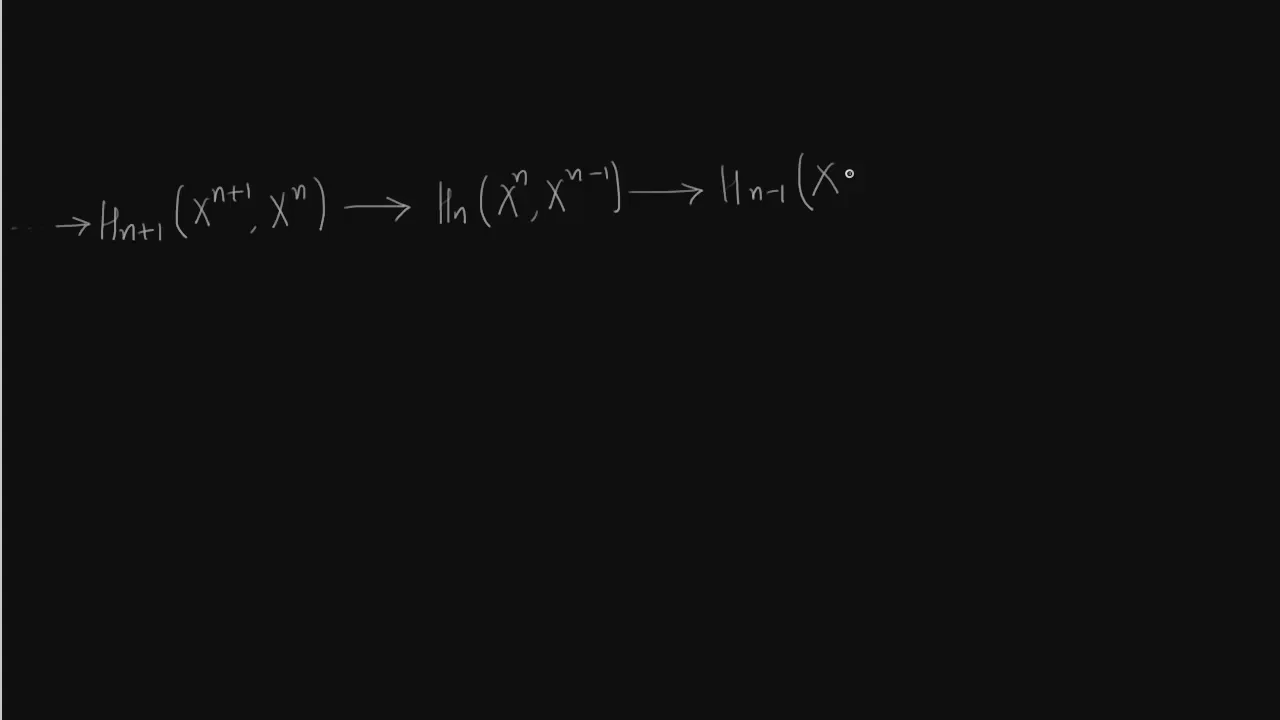 ... → Hₙ₊₁(Xⁿ⁺¹, Xⁿ) ⟶ Hₙ(Xⁿ, Xⁿ⁻¹) ⟶ Hₙ₋₁(X